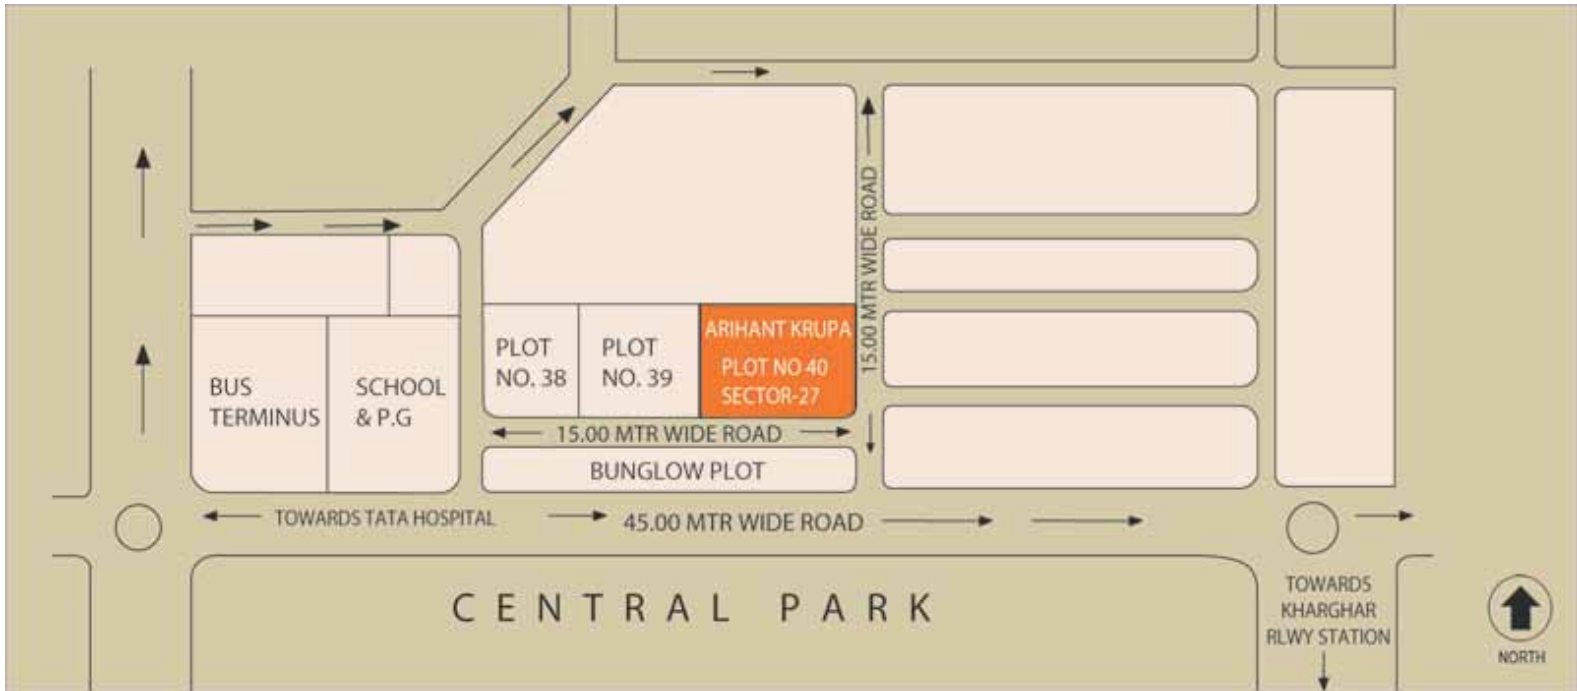 15.00 MTR WIDE ROAD
ARIHANT KRUPA
PLOT NO 40
SECTOR-27
PLOT
NO. 38
PLOT
NO. 39
BUS
TERMINUS
SCHOOL
& P.G
15.00 MTR WIDE ROAD
BUNGLOW PLOT
TOWARDS TATA HOSPITAL
45.00 MTR WIDE ROAD
CENTRAL PARK
TOWARDS
KHARGHAR
RLWY STATION
NORTH